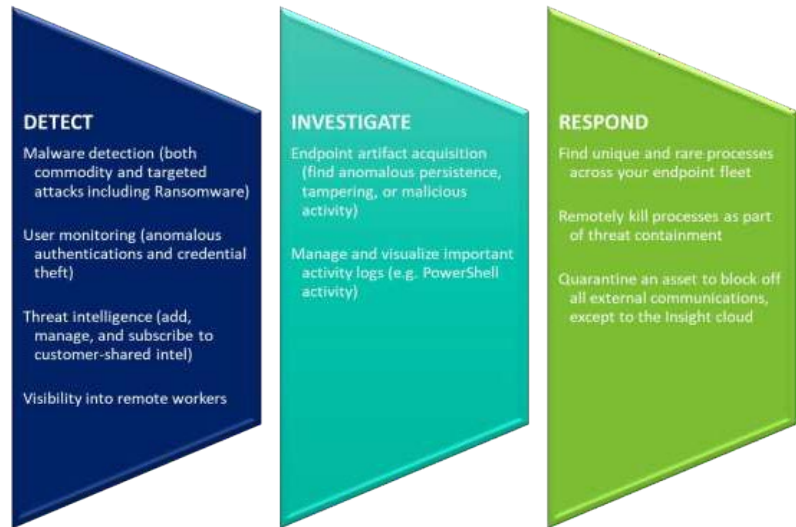 DETECT
Malware detection (both
commodity and targeted
attacks including Ransomware)
User monitoring (anomalous
authentications and credential
theft)
Threat intelligence (add,
manage, and subscribe to
customer-shared intel)
Visibility into remote workers
INVESTIGATE
Endpoint artifact acquisition
(find anomalous persistence,
tampering, or malicious
activity)
Manage and visualize important
activity logs (e.g. PowerShell
activity)
RESPOND
Find unique and rare processes
across your endpoint fleet
Remotely kill processes as part
of threat containment
Quarantine an asset to block off
all external communications,
except to the Insight cloud